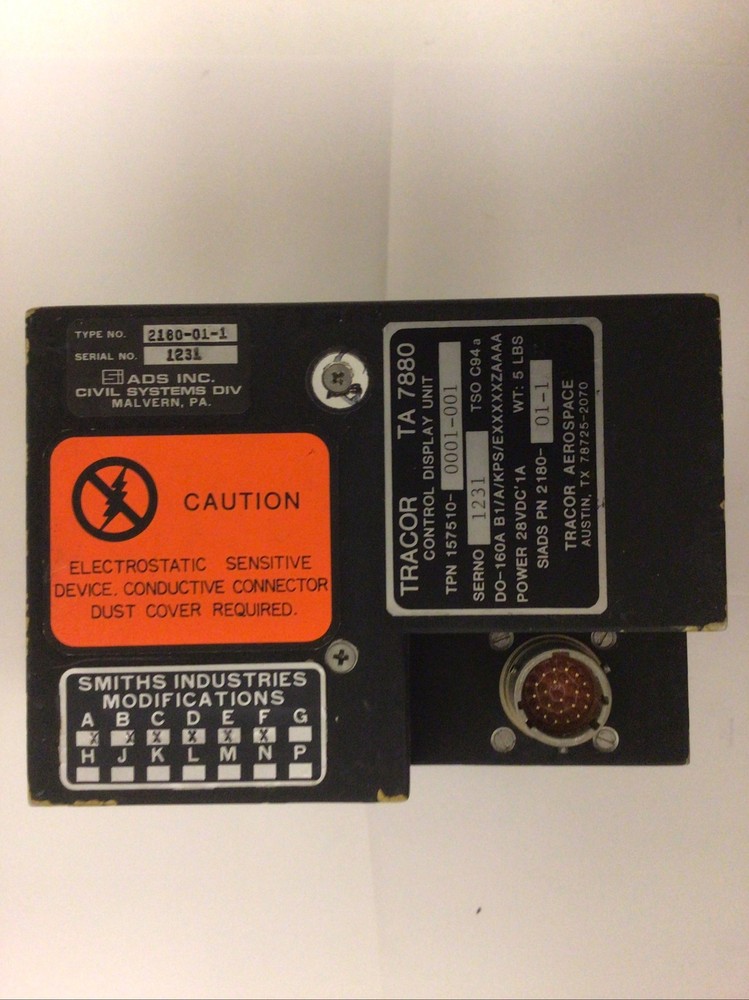 TYPE NO. 2180-01-1
SERIAL NO. 1231
SI ADS INC.
CIVIL SYSTEMS DIV
MALVERN, PA.
CAUTION
ELECTROSTATIC SENSITIVE
DEVICE. CONDUCTIVE CONNECTOR
DUST COVER REQUIRED.
SMITHS INDUSTRIES
MODIFICATIONS
A B C D E F G
X X X X X X
H J K L M N P
TRACOR TA 7880
CONTROL DISPLAY UNIT
TPN 157510- 0001-001
SERNO 1231 TSO C94a
DO-160A B1/A/KPS/EXXXXXZAAAA
POWER 28VDC 1A WT: 5 LBS
SIADS PN 2180- 01-1
TRACOR AEROSPACE
AUSTIN, TX 78725-2070